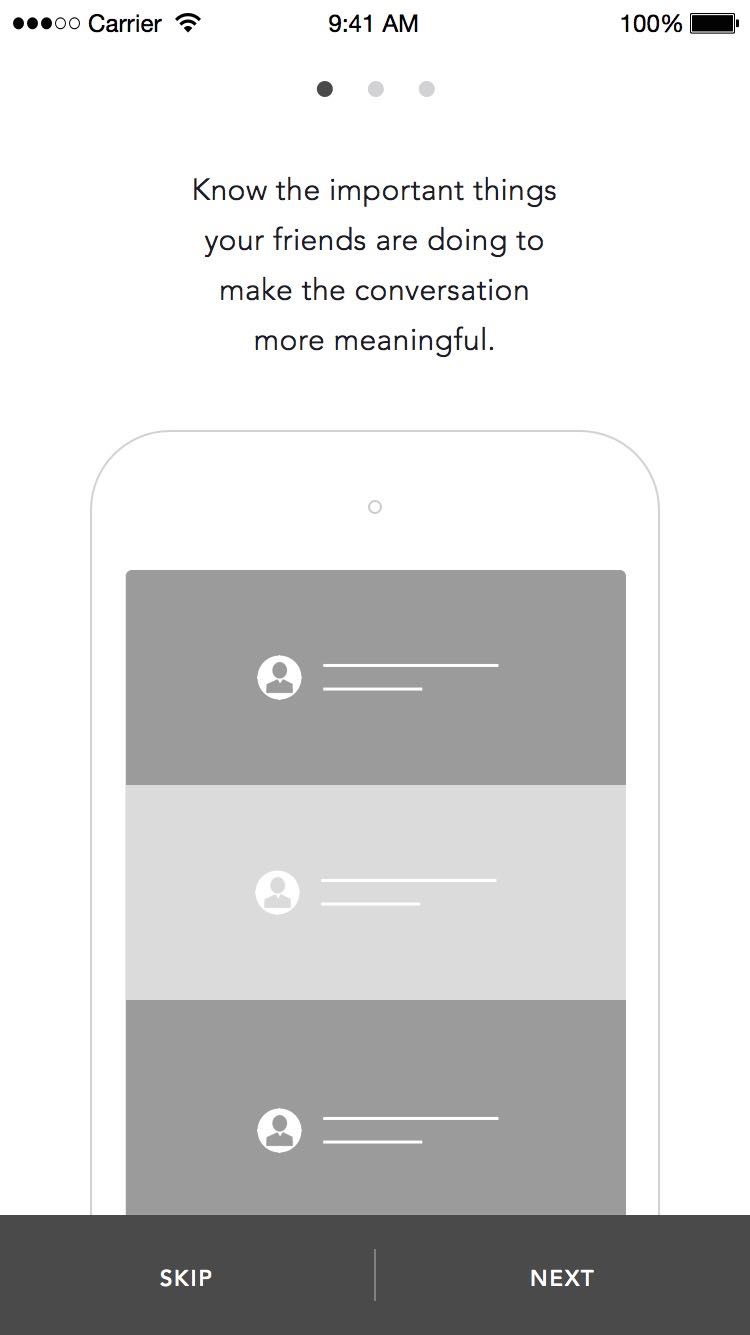 Carrier 9:41 AM 100%
Know the important things
your friends are doing to
make the conversation
more meaningful.
SKIP NEXT